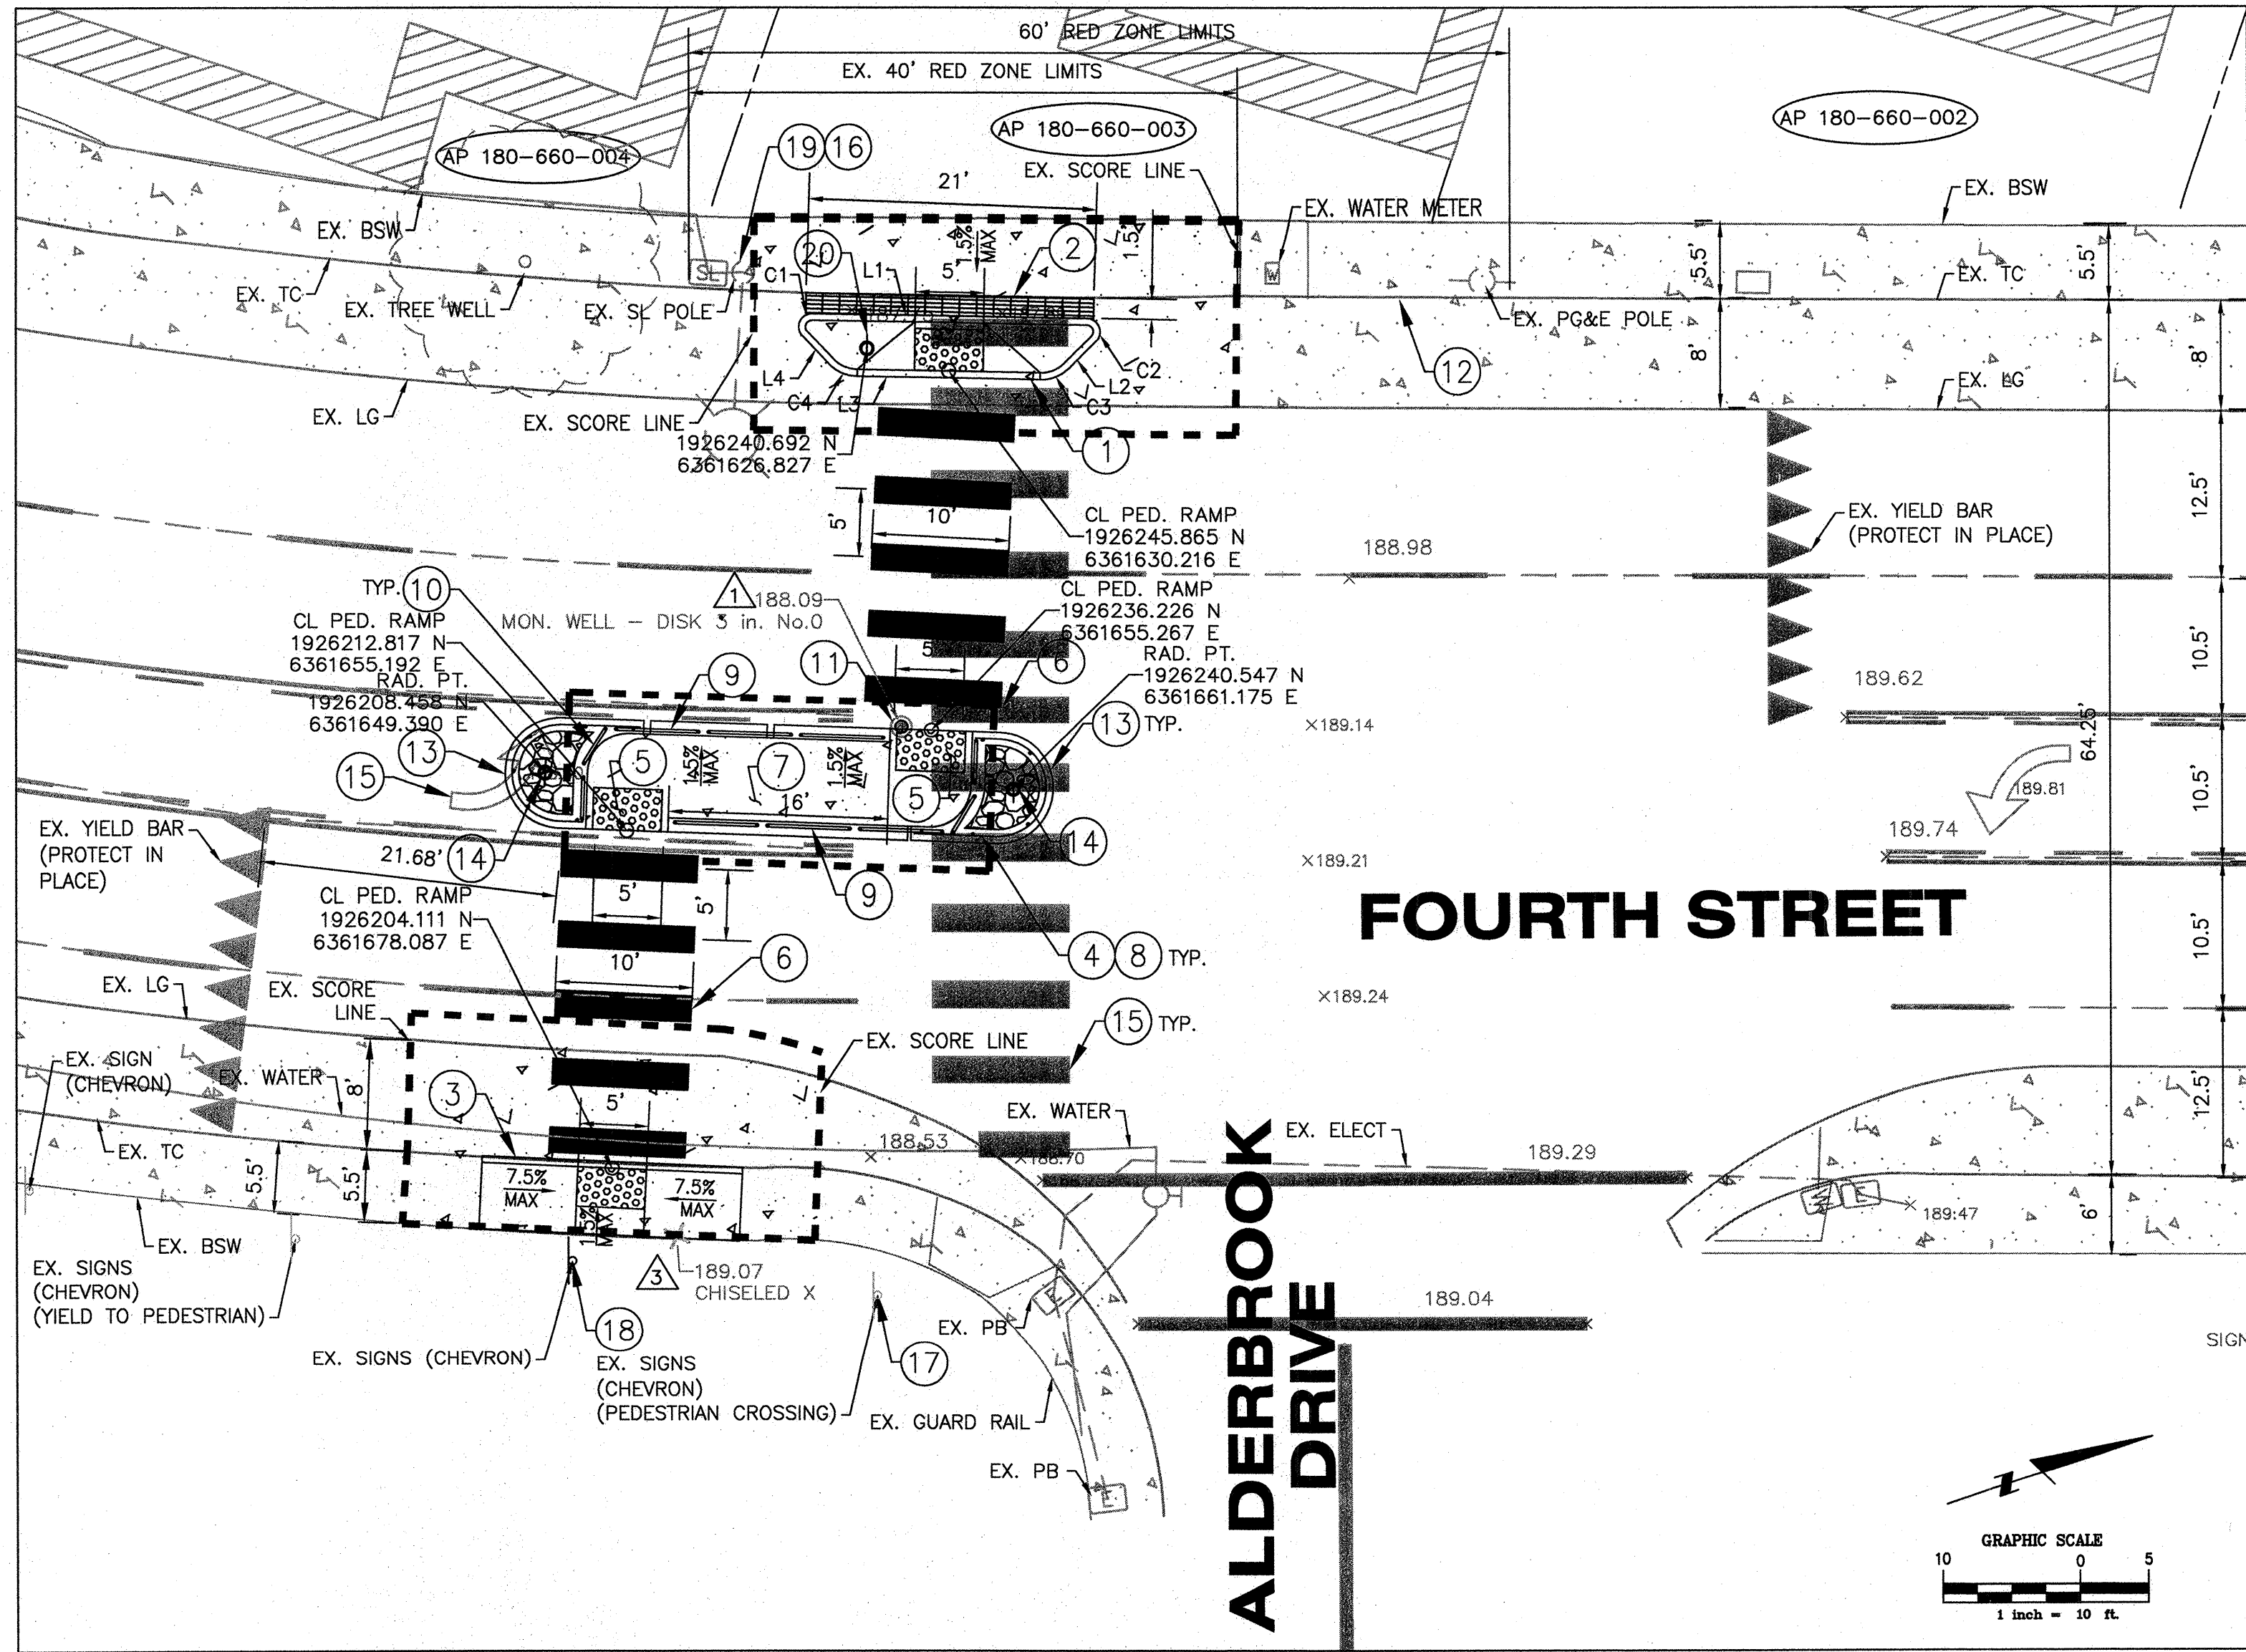 60' RED ZONE LIMITS
EX. 40' RED ZONE LIMITS
AP 180-660-004
AP 180-660-003
AP 180-660-002
19
16
21'
EX. SCORE LINE
EX. WATER METER
EX. BSW
EX. BSW
EX. TC
EX. TREE WELL
EX. SL POLE
SL
20
C1
L1
5'
1.5%
MAX
2
1.5'
W
5.5'
5.5'
EX. TC
EX. PG&E POLE
12
8'
8'
EX. LG
EX. LG
L4
C4
L3
C2
L2
C3
1
EX. SCORE LINE
1926240.692 N
6361626.827 E
5'
10'
CL PED. RAMP
1926245.865 N
6361630.216 E
188.98
12.5'
EX. YIELD BAR
(PROTECT IN PLACE)
TYP.
10
1
188.09
MON. WELL - DISK 3 in. No.0
CL PED. RAMP
1926236.226 N
6361655.267 E
CL PED. RAMP
1926212.817 N
6361655.192 E
RAD. PT.
1926208.458 N
6361649.390 E
11
5'
6
RAD. PT.
1926240.547 N
6361661.175 E
9
13
TYP.
13
15
5
1.5%
MAX
7
1.5%
MAX
16'
5
14
189.14
189.62
10.5'
64.25'
189.81
10.5'
189.74
189.21
EX. YIELD BAR
(PROTECT IN
PLACE)
21.68'
14
9
5'
5'
FOURTH STREET
CL PED. RAMP
1926204.111 N
6361678.087 E
10'
6
4
8
TYP.
10.5'
189.24
15
TYP.
EX. LG
EX. SCORE
LINE
EX. SCORE LINE
EX. SIGN
(CHEVRON)
EX. WATER
8'
3
5'
EX. TC
5.5'
5.5'
7.5%
MAX
7.5%
MAX
1.5%
MAX
188.53
188.70
EX. WATER
EX. ELECT
189.29
12.5'
W
E
189.47
6'
EX. BSW
EX. SIGNS
(CHEVRON)
(YIELD TO PEDESTRIAN)
3
189.07
CHISELED X
18
EX. SIGNS (CHEVRON)
EX. SIGNS
(CHEVRON)
(PEDESTRIAN CROSSING)
17
EX. PB
E
EX. GUARD RAIL
EX. PB
E
189.04
SIGN
ALDERBROOK
DRIVE
GRAPHIC SCALE
10 0 5
1 inch = 10 ft.